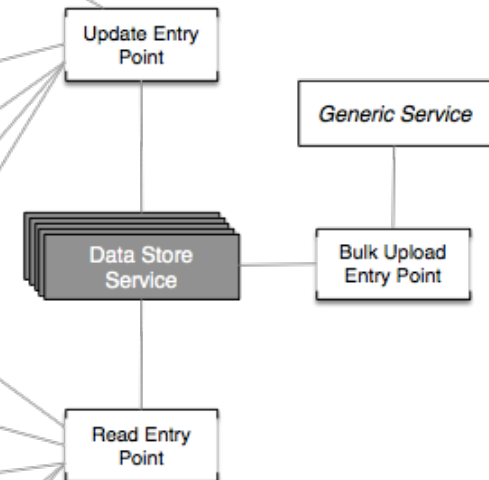 Update Entry
Point
Generic Service
Data Store
Service
Bulk Upload
Entry Point
Read Entry
Point